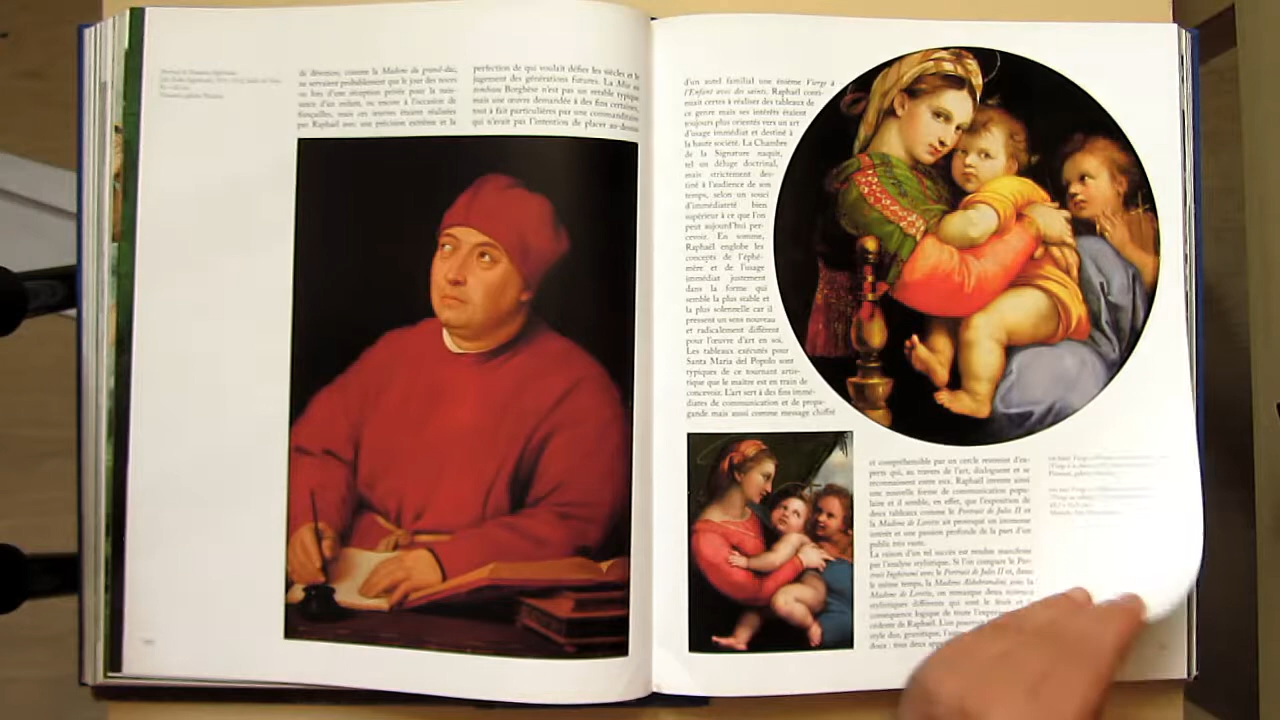 de dévotion, comme la Madone du grand-duc,
ne servaient probablement que le jour des noces
ou lors d'une réception privée pour la nais-
sance d'un enfant, ou encore à l'occasion de
fiançailles, mais ces œuvres étaient réalisées
par Raphaël avec une précision extrême et la
perfection de qui voulait défier les siècles et le
jugement des générations futures. La Mise au
tombeau Borghèse n'est pas un retable typique
mais une œuvre demandée à des fins certaines,
tout à fait particulières par une commanditaire
qui n'avait pas l'intention de placer au-dessus
d'un autel familial une énième Vierge à
l'Enfant avec des saints. Raphaël conti-
nuait certes à réaliser des tableaux de
ce genre mais ses intérêts étaient
toujours plus orientés vers un art
d'usage immédiat et destiné à
la haute société. La Chambre
de la Signature naquit,
tel un déluge doctrinal,
mais strictement des-
tiné à l'audience de son
temps, selon un souci
d'immédiateté bien
supérieur à ce que l'on
peut aujourd'hui per-
cevoir. En somme,
Raphaël englobe les
concepts de l'éphé-
mère et de l'usage
immédiat justement
dans la forme qui
semble la plus stable et
la plus solennelle car il
pressent un sens nouveau
et radicalement différent
pour l'œuvre d'art en soi.
Les tableaux exécutés pour
Santa Maria del Popolo sont
typiques de ce tournant artis-
tique que le maître est en train de
concevoir. L'art sert à des fins immé-
diates de communication et de propa-
gande mais aussi comme message chiffré
et compréhensible par un cercle restreint d'ex-
perts qui, au travers de l'art, dialoguent et se
reconnaissent entre eux. Raphaël invente ainsi
une nouvelle forme de communication popu-
laire et il semble, en effet, que l'exposition de
deux tableaux comme le Portrait de Jules II et
la Madone de Lorette ait provoqué un immense
intérêt et une passion profonde de la part d'un
public très vaste.
La raison d'un tel succès est rendue manifeste
par l'analyse stylistique. Si l'on compare le Por-
trait Inghirami avec le Portrait de Jules II et, dans
le même temps, la Madone Aldobrandini avec la
Madone de Lorette, on remarque deux
stylistiques différents qui sont le fruit et la
conséquence logique de toute
de Raphaël. L'un
style dur,
doux : tous deux